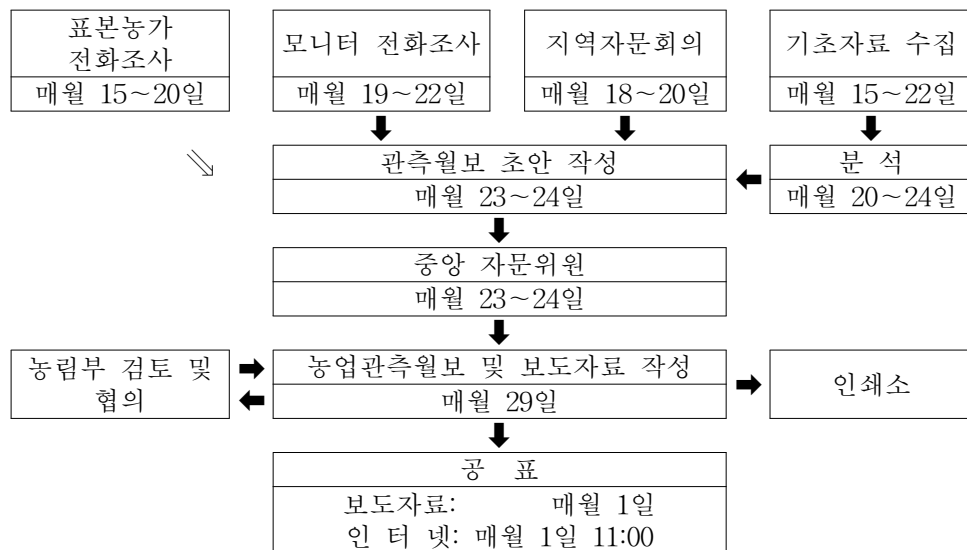 표본농가
전화조사
매월 15~20일
모니터 전화조사
매월 19~22일
지역자문회의
매월 18~20일
기초자료 수집
매월 15~22일
관측월보 초안 작성
매월 23~24일
분 석
매월 20~24일
중앙 자문위원
매월 23~24일
농림부 검토 및
협의
농업관측월보 및 보도자료 작성
매월 29일
인쇄소
공 표
보도자료: 매월 1일
인 터 넷: 매월 1일 11:00